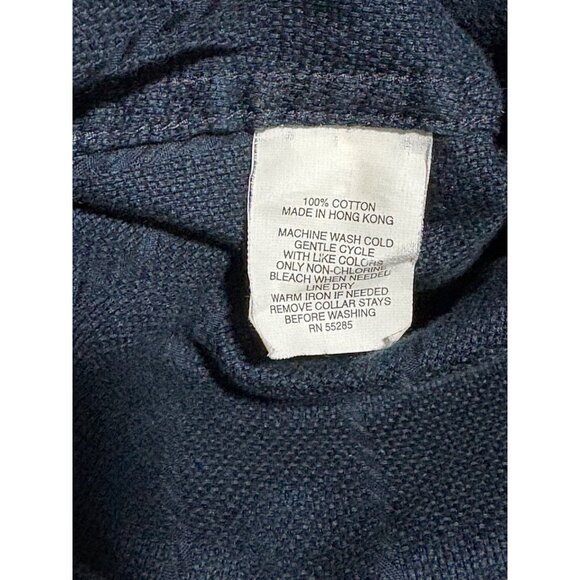 100% COTTON
MADE IN HONG KONG
MACHINE WASH COLD
GENTLE CYCLE
WITH LIKE COLORS
ONLY NON-CHLORINE
BLEACH WHEN NEEDED
LINE DRY
WARM IRON IF NEEDED
REMOVE COLLAR STAYS
BEFORE WASHING
RN 55285